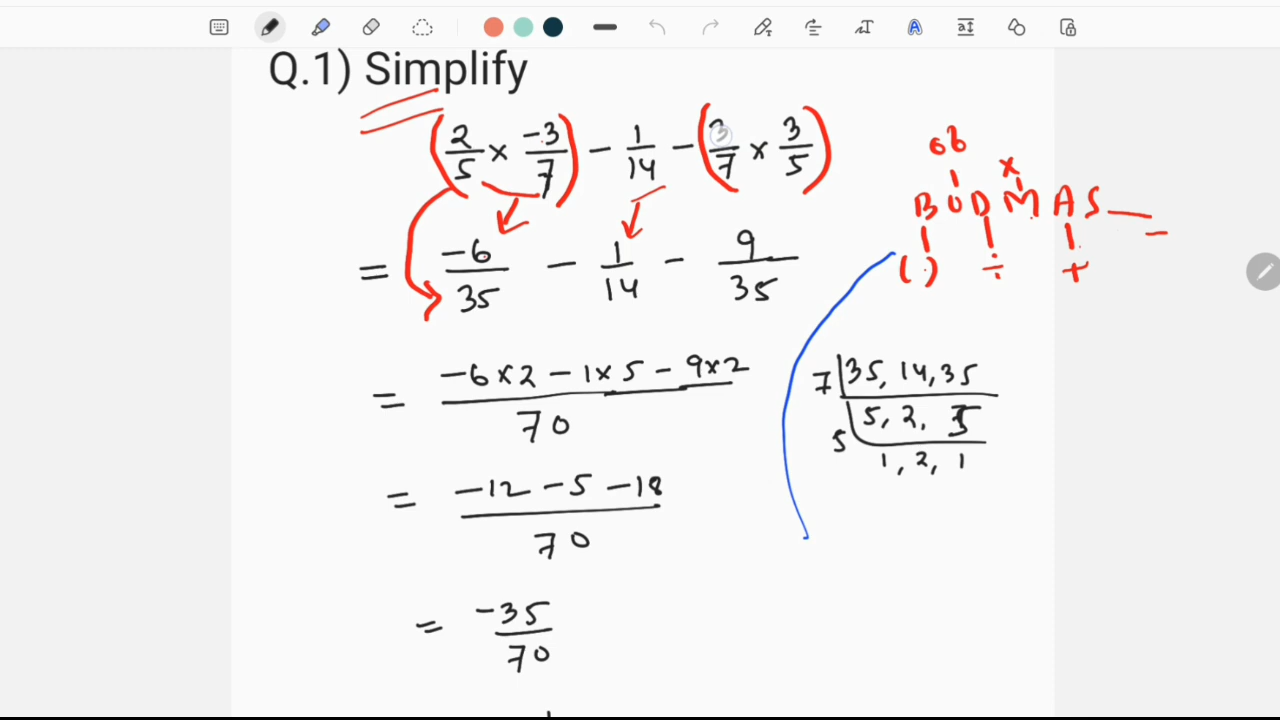 Q.1) Simplify
(2/5 × -3/7) - 1/14 - (3/7 × 3/5)
= -6/35 - 1/14 - 9/35
= -6×2 - 1×5 - 9×2 / 70
= -12 - 5 - 18 / 70
= -35/70
ob ×
B O D M A S —
( . ) ÷ + -
7 | 35, 14, 35
5 | 5, 2, 5
1, 2, 1